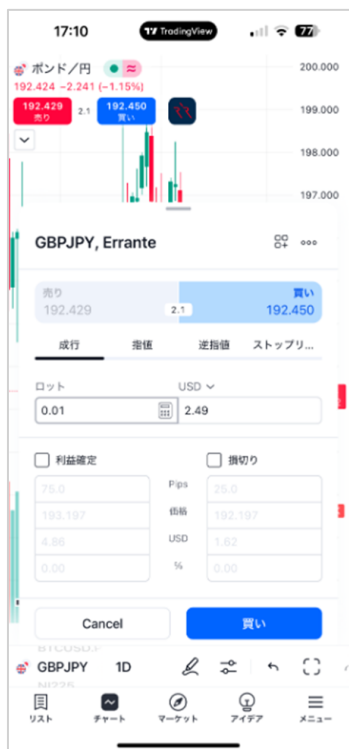 17:10
TradingView
77
ポンド／円
192.424 −2.241 (−1.15%)
192.429
売り
2.1
192.450
買い
200.000
199.000
198.000
197.000
GBPJPY, Errante
売り
192.429
2.1
買い
192.450
成行
指値
逆指値
ストップリ...
ロット
USD
0.01
2.49
利益確定
損切り
75.0
Pips
25.0
193.197
価格
192.197
4.86
USD
1.62
0.00
%
0.00
Cancel
買い
GBPJPY
1D
NI225
リスト
チャート
マーケット
アイデア
メニュー